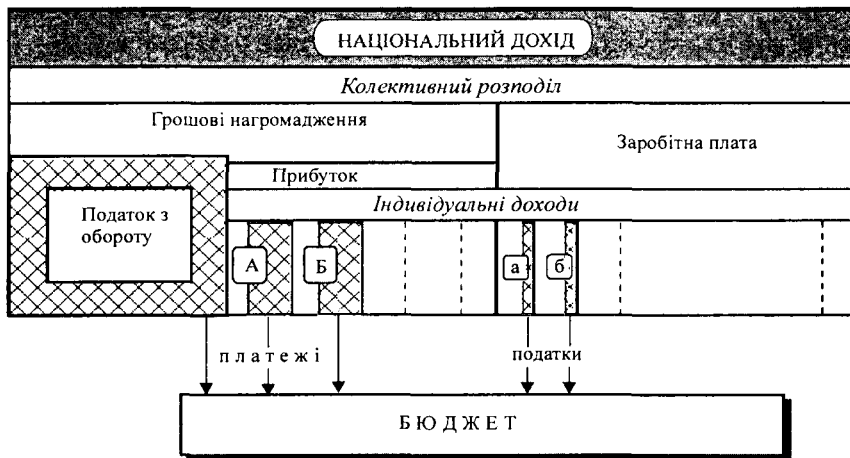 НАЦІОНАЛЬНИЙ ДОХІД
Колективний розподіл
Грошові нагромадження
Заробітна плата
Прибуток
Індивідуальні доходи
Податок з
обороту
А
Б
а
б
платежі
податки
БЮДЖЕТ